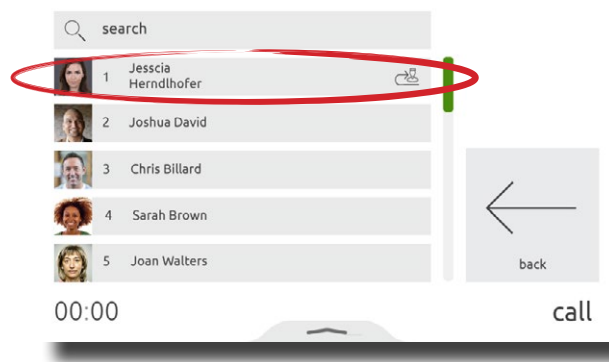 search
1 Jesscia
Herndlhofer
2 Joshua David
3 Chris Billard
4 Sarah Brown
5 Joan Walters
back
00:00
call